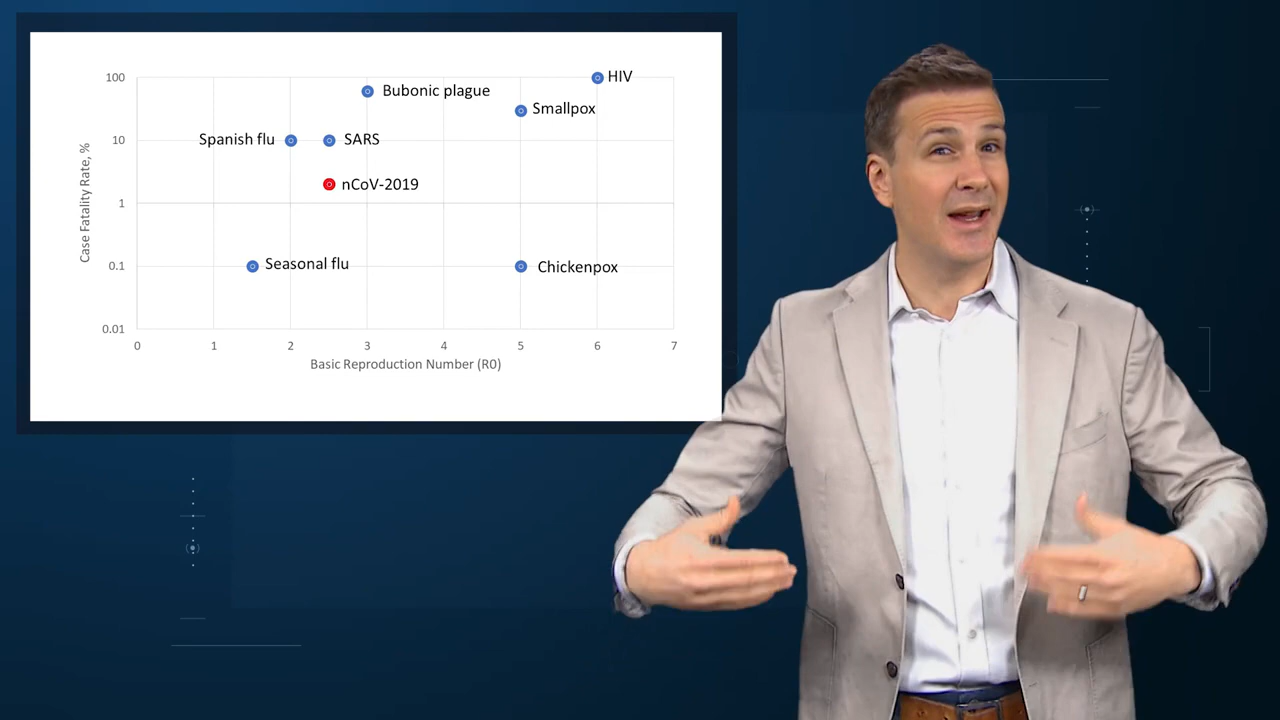 100
HIV
Bubonic plague
Smallpox
Spanish flu
SARS
10
nCoV-2019
1
Case Fatality Rate, %
Seasonal flu
Chickenpox
0.1
0.01
0 1 2 3 4 5 6 7
Basic Reproduction Number (R0)